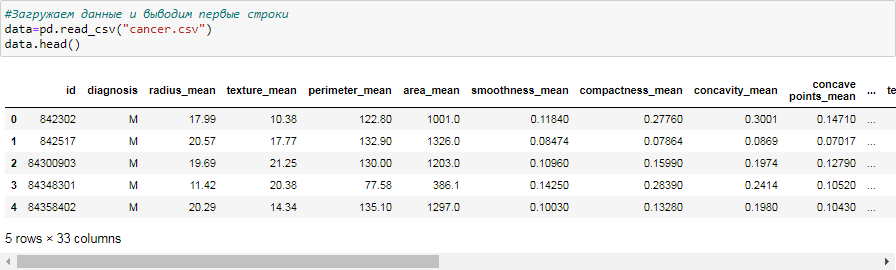 #Загружаем данные и выводим первые строки
data=pd.read_csv("cancer.csv")
data.head()
id diagnosis radius_mean texture_mean perimeter_mean area_mean smoothness_mean compactness_mean concavity_mean concave points_mean ... te
0 842302 M 17.99 10.38 122.80 1001.0 0.11840 0.27760 0.3001 0.14710 ...
1 842517 M 20.57 17.77 132.90 1326.0 0.08474 0.07864 0.0869 0.07017 ...
2 84300903 M 19.69 21.25 130.00 1203.0 0.10960 0.15990 0.1974 0.12790 ...
3 84348301 M 11.42 20.38 77.58 386.1 0.14250 0.28390 0.2414 0.10520 ...
4 84358402 M 20.29 14.34 135.10 1297.0 0.10030 0.13280 0.1980 0.10430 ...
5 rows × 33 columns